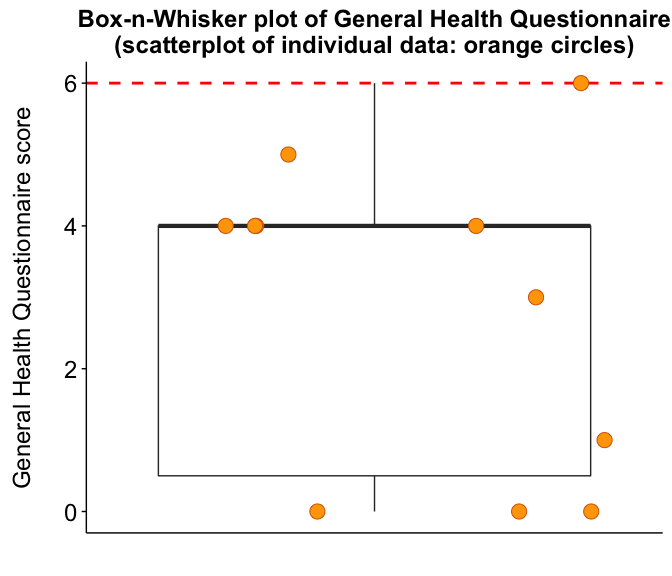 Box-n-Whisker plot of General Health Questionnaire
(scatterplot of individual data: orange circles)
General Health Questionnaire score
6
4
2
0